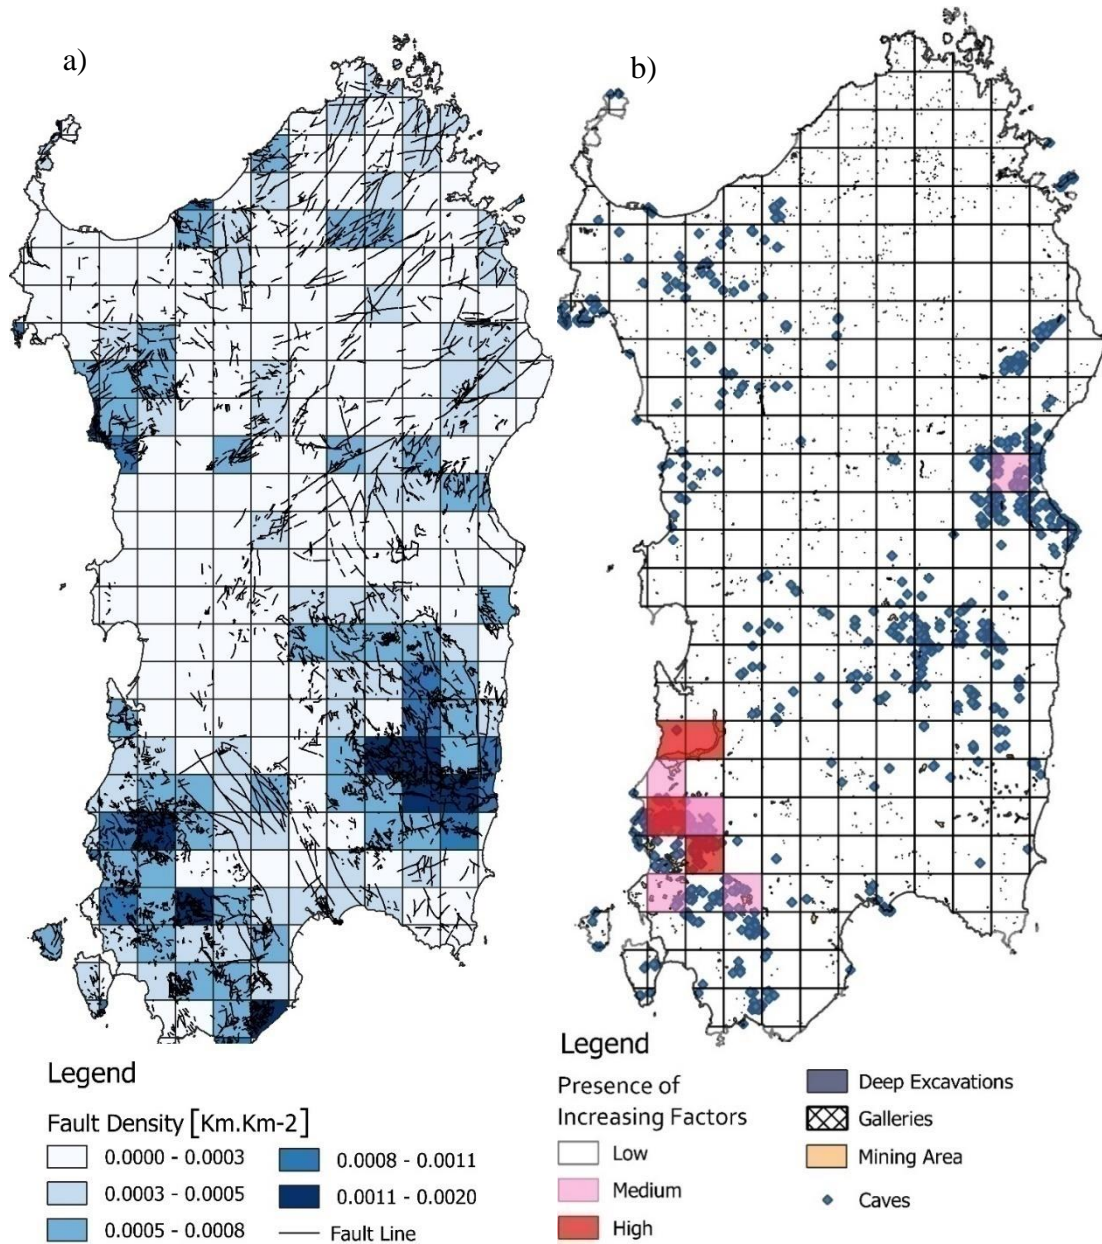 a)
b)
Legend
Fault Density [Km.Km-2]
0.0000 - 0.0003
0.0003 - 0.0005
0.0005 - 0.0008
0.0008 - 0.0011
0.0011 - 0.0020
Fault Line
Legend
Presence of
Increasing Factors
Low
Medium
High
Deep Excavations
Galleries
Mining Area
Caves